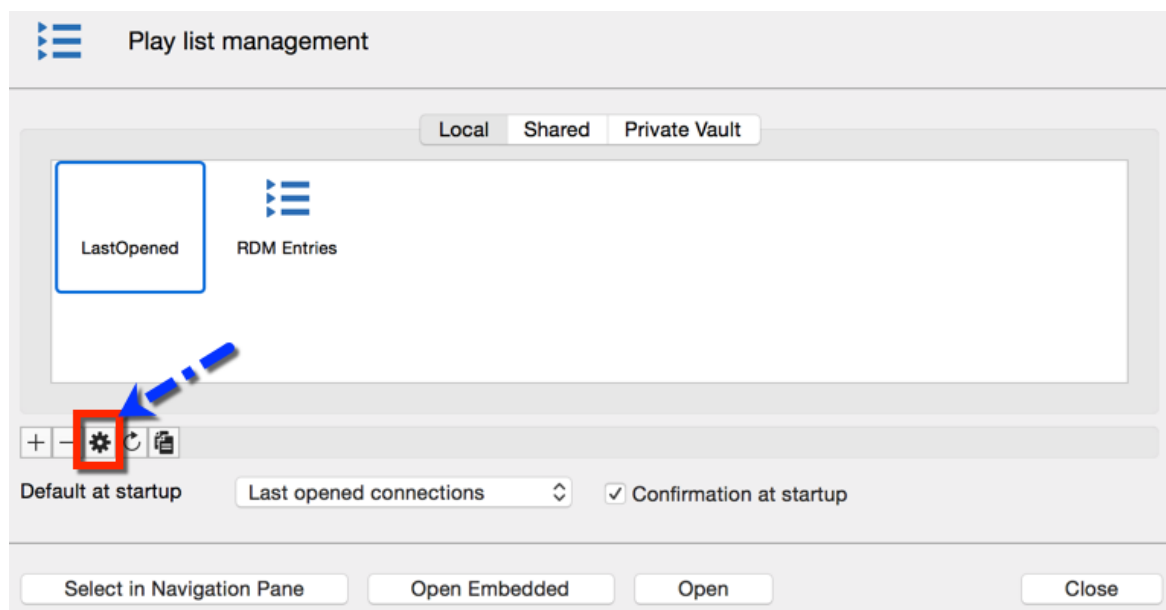 Play list management
Local Shared Private Vault
LastOpened RDM Entries
Default at startup Last opened connections Confirmation at startup
Select in Navigation Pane Open Embedded Open Close